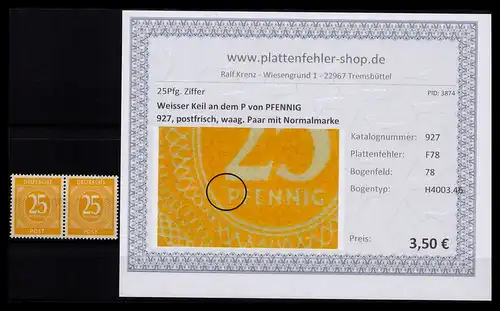 www.plattenfehler-shop.de
Ralf Krenz - Wiesengrund 1 - 22967 Tremsbüttel
25Pfg. Ziffer
PID: 3874
Weisser Keil an dem P von PFENNIG
927, postfrisch, waag. Paar mit Normalmarke
Katalognummer: 927
Plattenfehler: F78
Bogenfeld: 78
Bogentyp: H4003.46
Preis: 3,50 €
25
PFENNIG
DEUTSCHE DEUTSCHE
25 25
POST POST